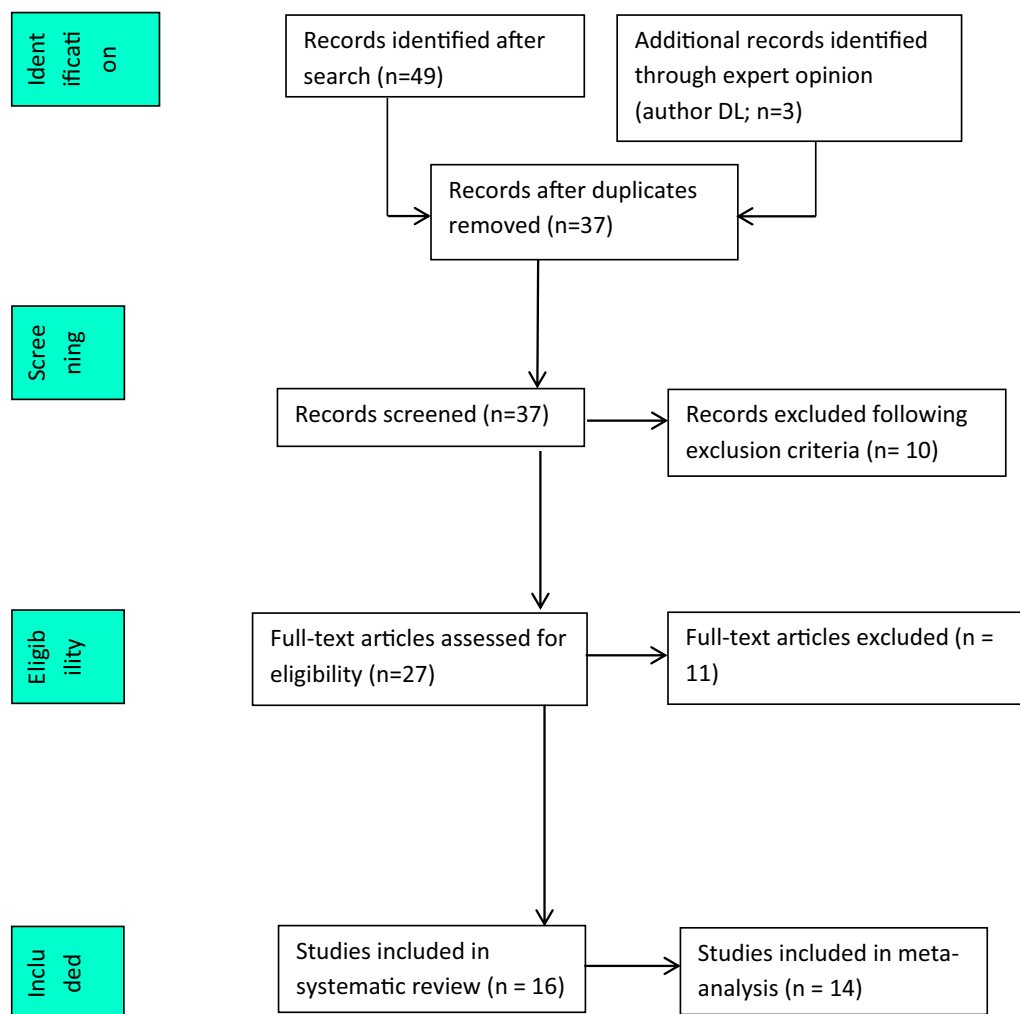 Ident
ificati
on
Records identified after
search (n=49)
Additional records identified
through expert opinion
(author DL; n=3)
Records after duplicates
removed (n=37)
Scree
ning
Records screened (n=37)
Records excluded following
exclusion criteria (n= 10)
Eligib
ility
Full-text articles assessed for
eligibility (n=27)
Full-text articles excluded (n =
11)
Inclu
ded
Studies included in
systematic review (n = 16)
Studies included in meta-
analysis (n = 14)